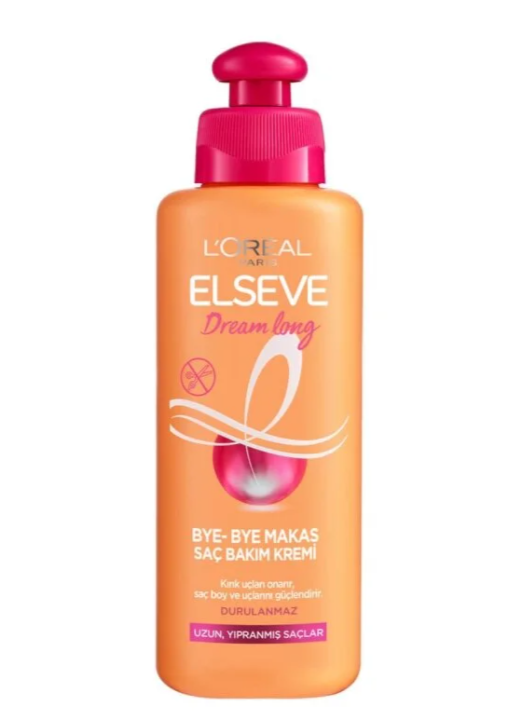 L'ORÉAL
PARIS
ELSEVE
Dream long
BYE- BYE MAKAS
SAÇ BAKIM KREMİ
Kırık uçları onarır,
saç boy ve uçlarını güçlendirir.
DURULANMAZ
UZUN, YIPRANMIŞ SAÇLAR